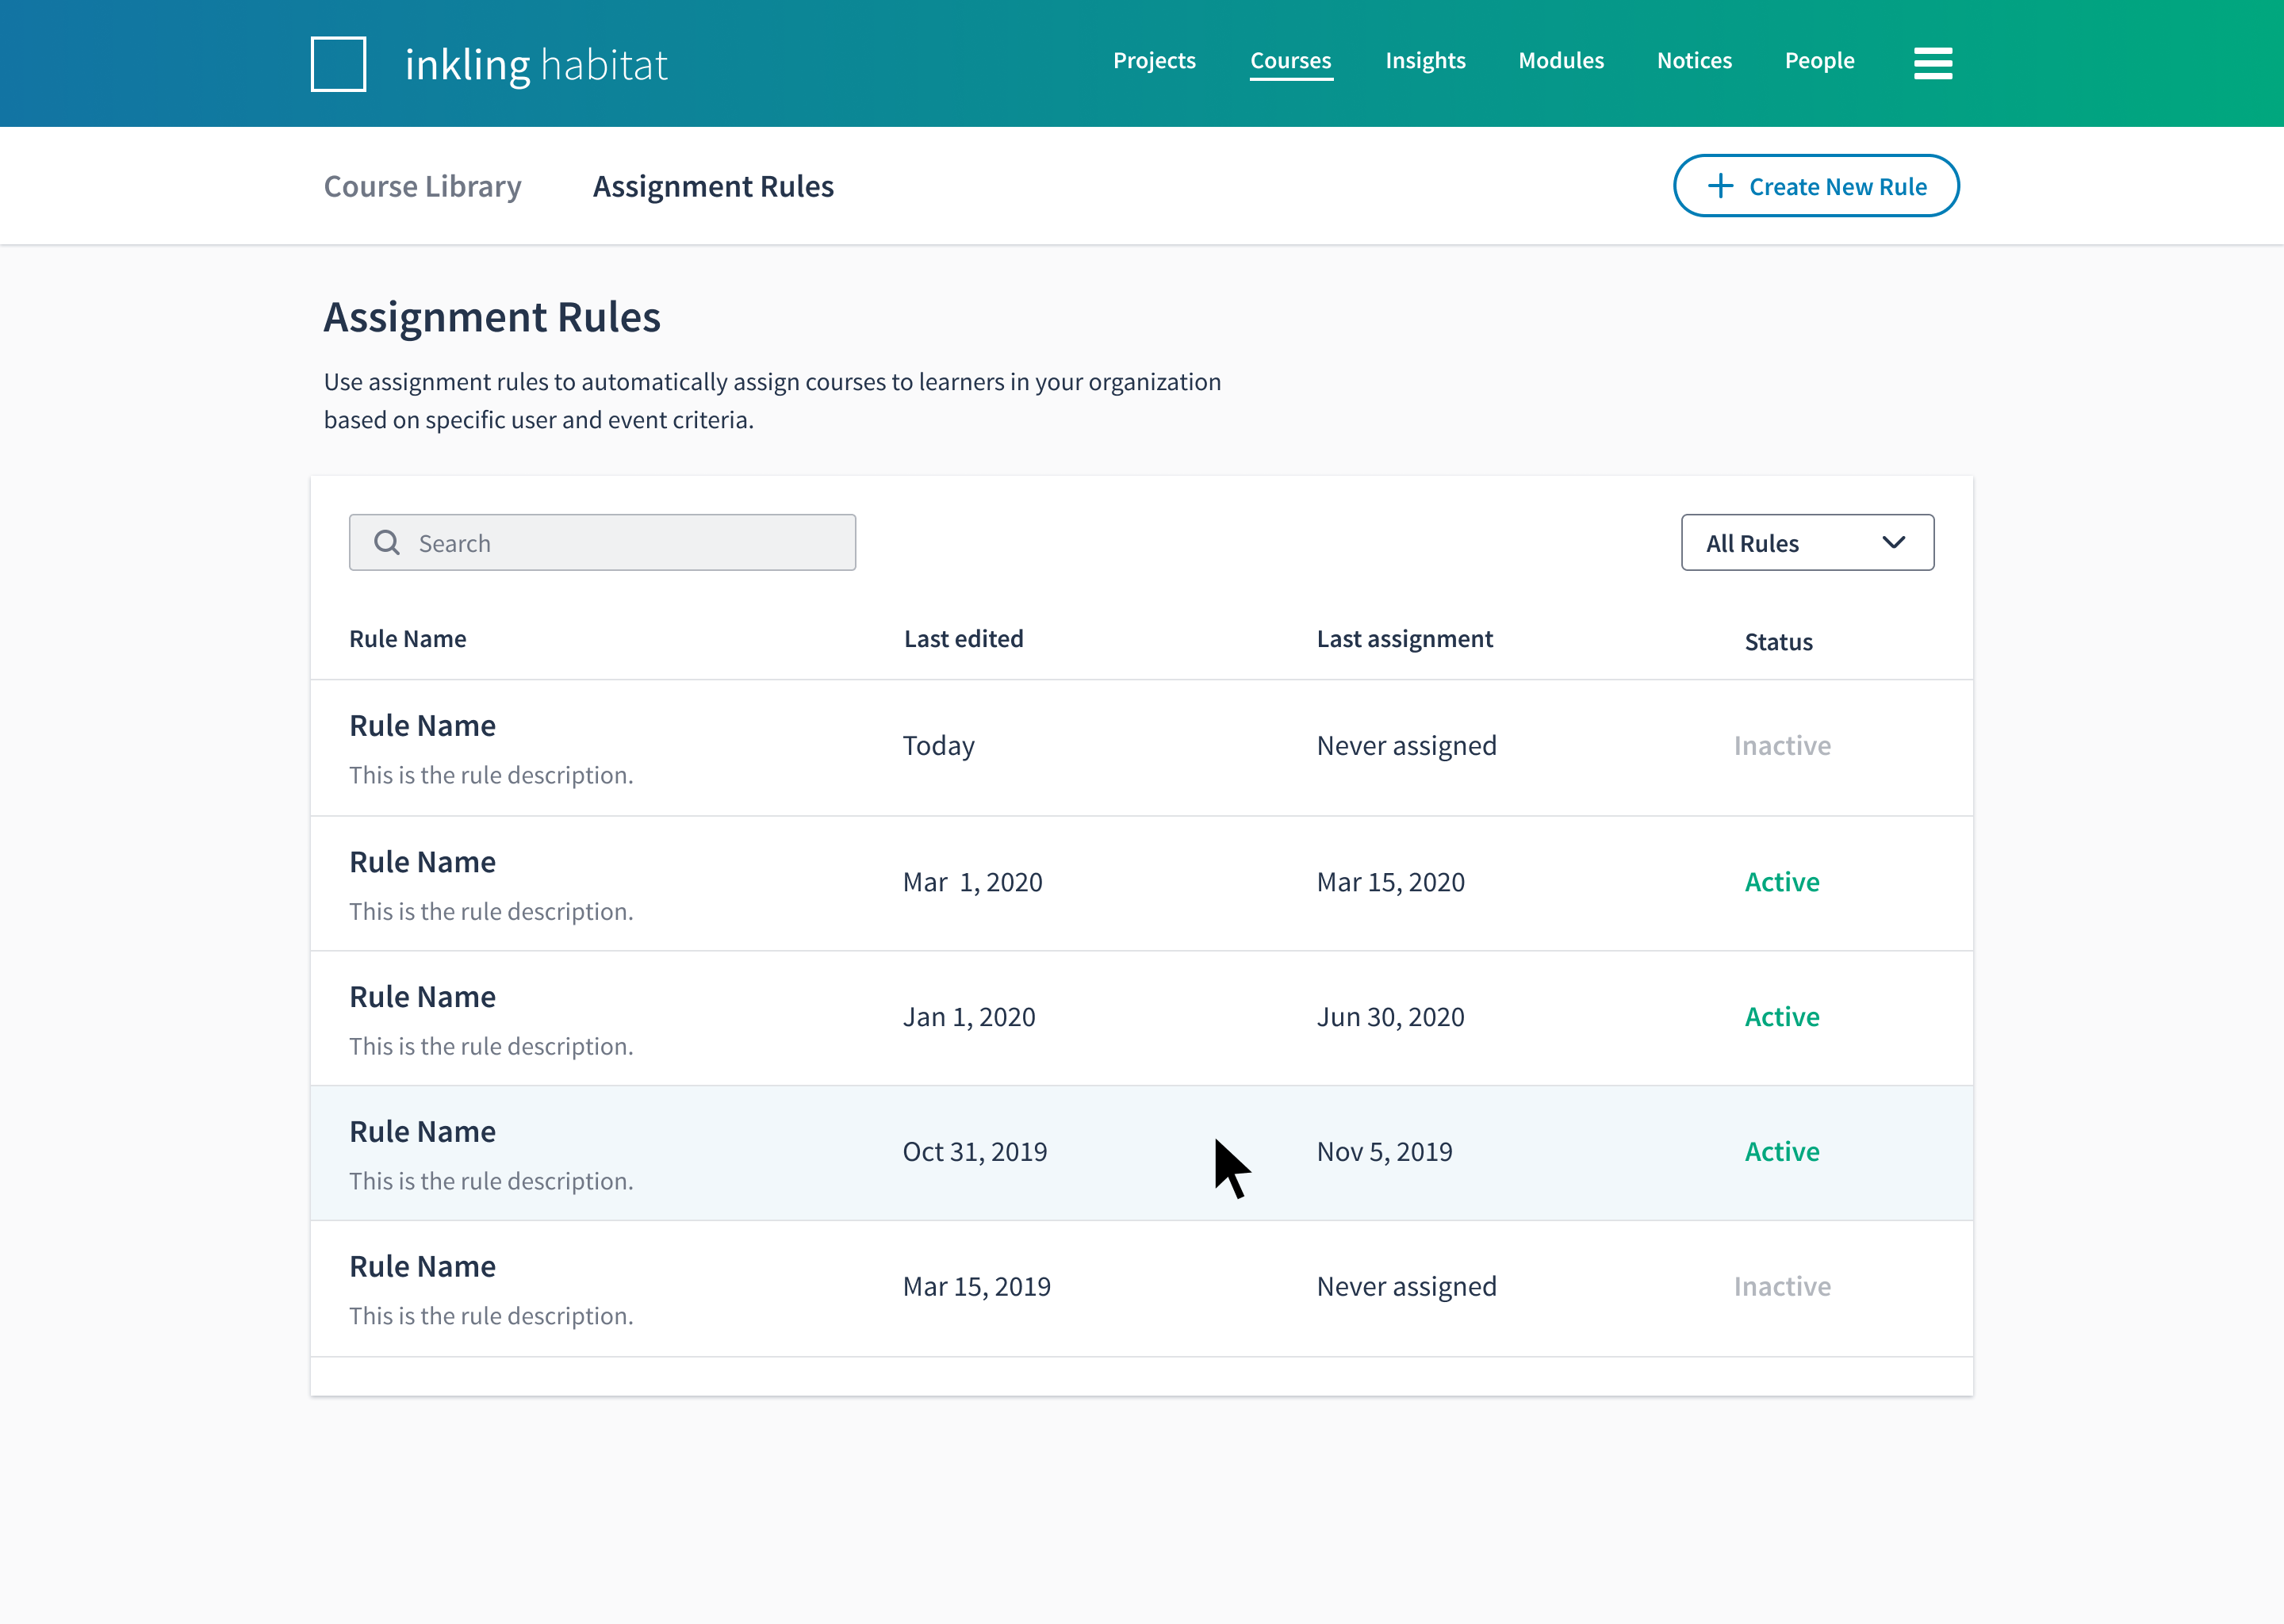 inkling habitat
Projects Courses Insights Modules Notices People
Course Library Assignment Rules
Create New Rule
Assignment Rules
Use assignment rules to automatically assign courses to learners in your organization
based on specific user and event criteria.
Search
All Rules
Rule Name Last edited Last assignment Status
Rule Name
This is the rule description.
Today Never assigned Inactive
Rule Name
This is the rule description.
Mar  1, 2020 Mar 15, 2020 Active
Rule Name
This is the rule description.
Jan 1, 2020 Jun 30, 2020 Active
Rule Name
This is the rule description.
Oct 31, 2019 Nov 5, 2019 Active
Rule Name
This is the rule description.
Mar 15, 2019 Never assigned Inactive